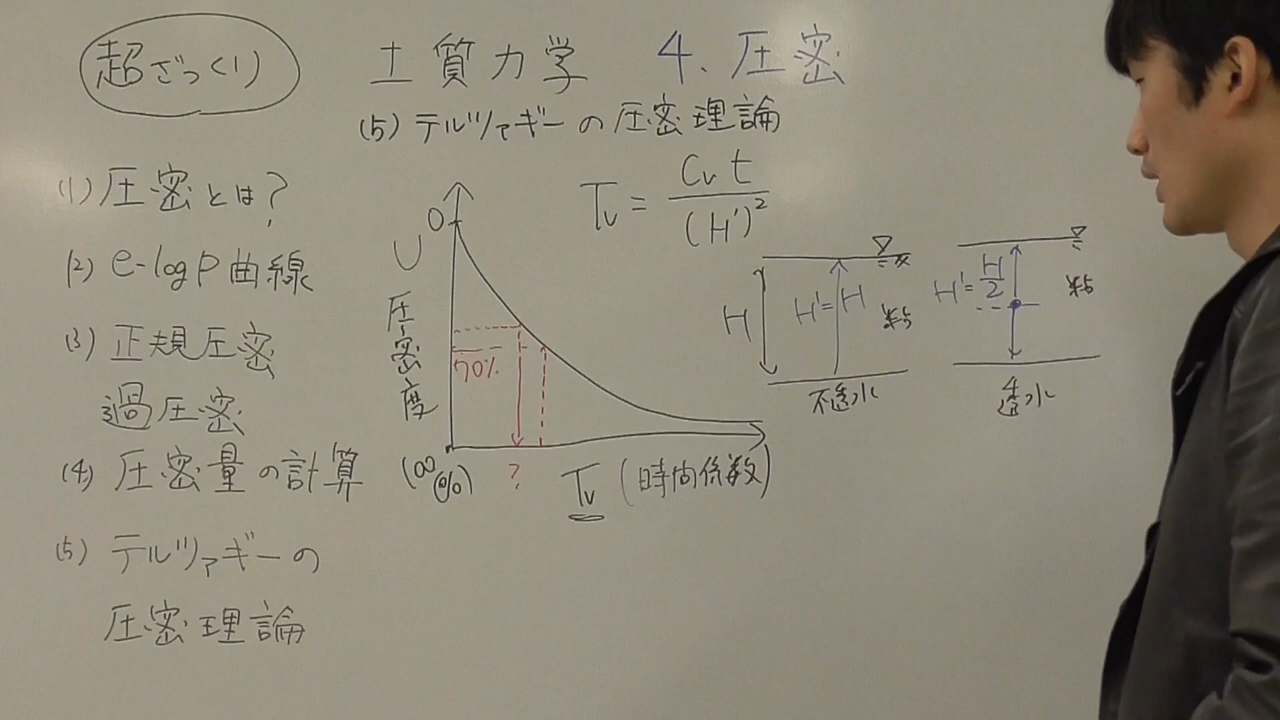 超ざっくり
土質力学 4、圧密
(5) テルツァギーの圧密理論
(1) 圧密とは?
(2) e-logP曲線
(3) 正規圧密
過圧密
(4) 圧密量の計算
(5) テルツァギーの
圧密理論
Tv = Cv t / (H')²
0
U
圧密度
70%
100
(%)
?
Tv (時間係数)
H
H'=H
粘
不透水
H'=H/2
粘
透水